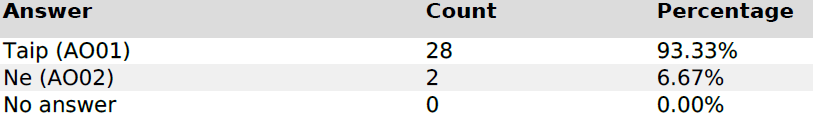 Answer Count Percentage
Taip (AO01) 28 93.33%
Ne (AO02) 2 6.67%
No answer 0 0.00%